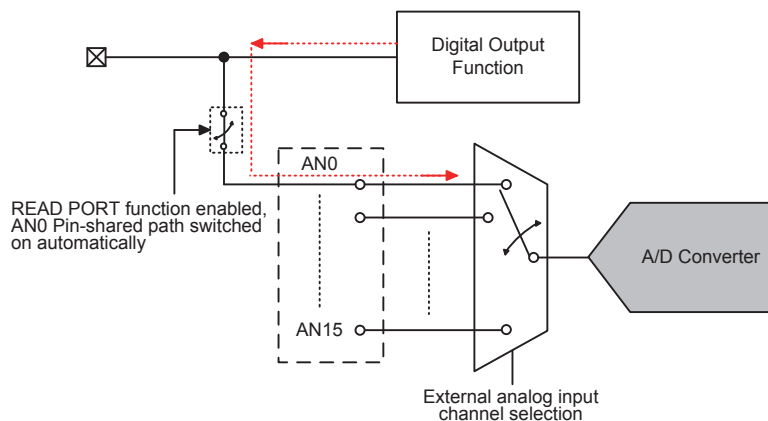 Digital Output
Function
AN0
READ PORT function enabled,
AN0 Pin-shared path switched
on automatically
A/D Converter
AN15
External analog input
channel selection